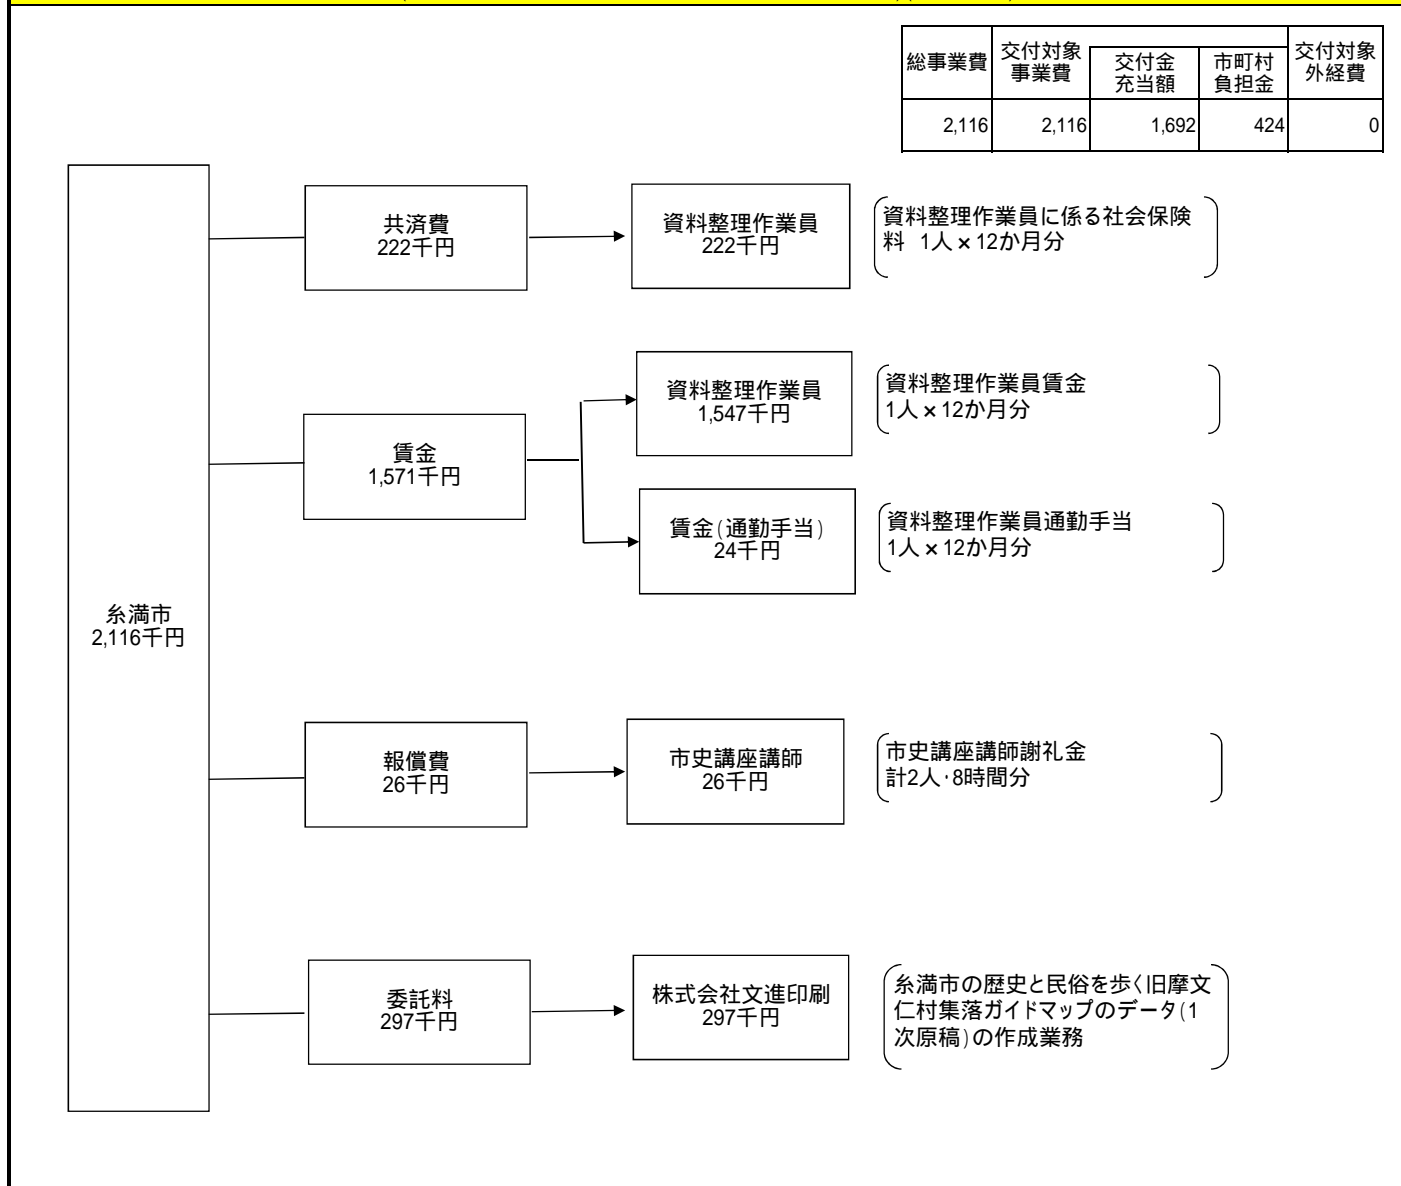 総事業費
交付対象
事業費
交付金
充当額
市町村
負担金
交付対象
外経費
2,116
2,116
1,692
424
0
糸満市
2,116千円
共済費
222千円
資料整理作業員
222千円
資料整理作業員に係る社会保険
料 1人×12か月分
賃金
1,571千円
資料整理作業員
1,547千円
資料整理作業員賃金
1人×12か月分
賃金(通勤手当)
24千円
資料整理作業員通勤手当
1人×12か月分
報償費
26千円
市史講座講師
26千円
市史講座講師謝礼金
計2人・8時間分
委託料
297千円
株式会社文進印刷
297千円
糸満市の歴史と民俗を歩く旧摩文
仁村集落ガイドマップのデータ(1
次原稿)の作成業務